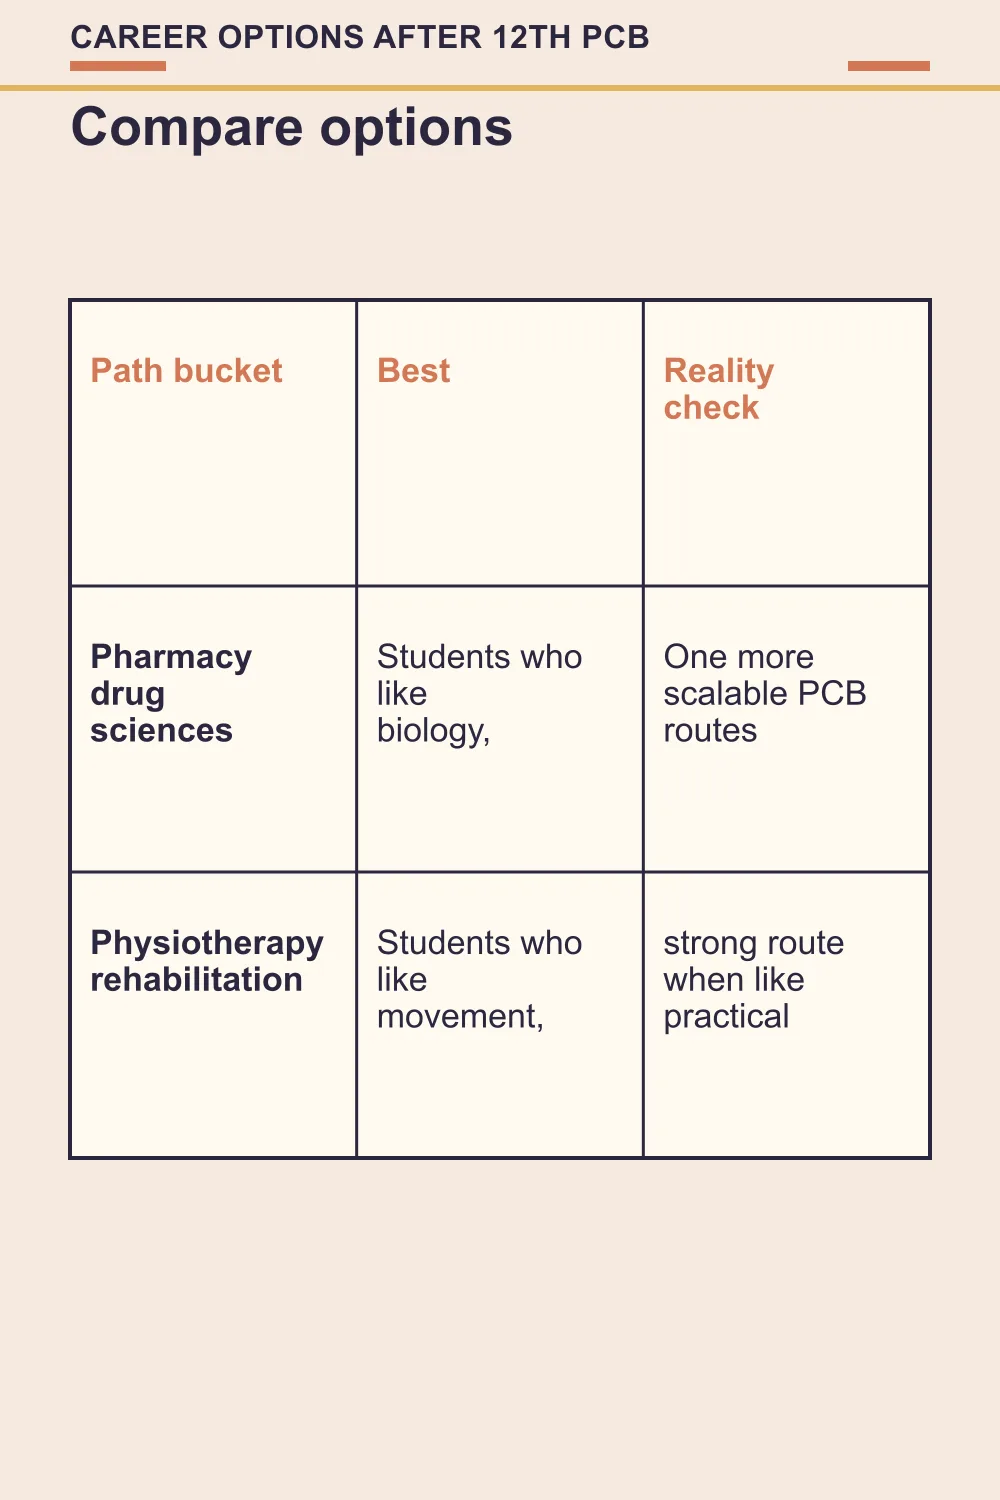 CAREER OPTIONS AFTER 12TH PCB
Compare options
Path bucket
Best
Reality
check
Pharmacy
drug
sciences
Students who
like
biology,
One more
scalable PCB
routes
Physiotherapy
rehabilitation
Students who
like
movement,
strong route
when like
practical